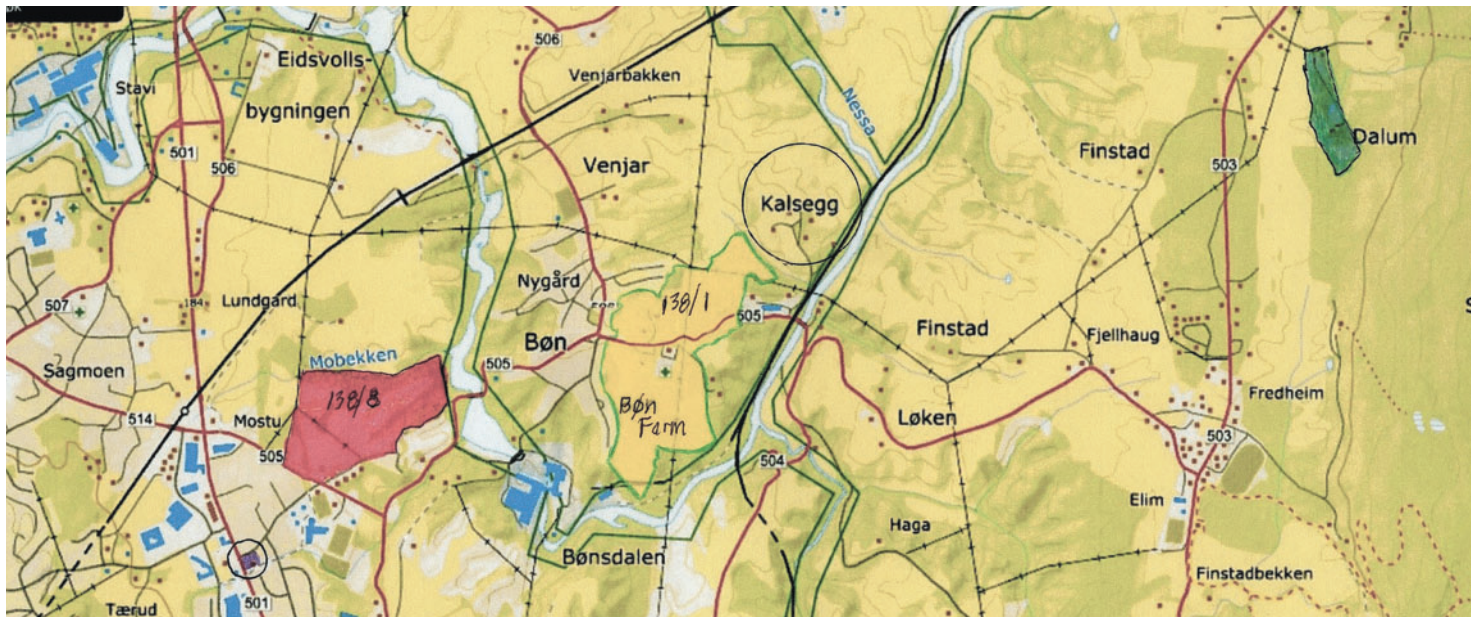 506
Eidsvolls-
bygningen
Stavi
Venjarbakken
501
506
Venjar
Nessa
Kalsegg
Finstad
503
Dalum
507
184
Lundgård
Nygård
138/1
505
Bøn
Finstad
Fjellhaug
Sagmoen
Mobekken
138/8
505
514
Mostu
505
Bøn
Farm
Løken
Fredheim
503
504
Elim
Haga
Bønsdalen
Finstadbekken
501
Tærud